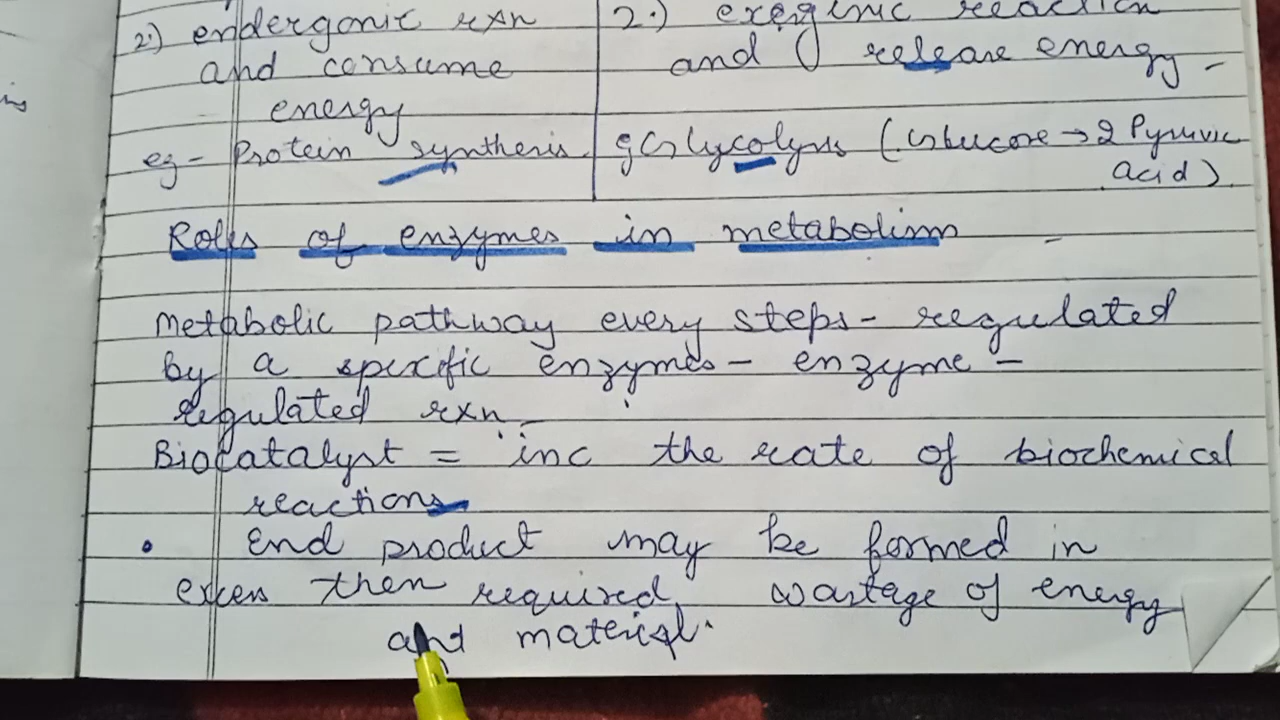 2.) endergonic rxn
and consume
energy
eg - Protein synthesis.
2.) exergonic reaction
and release energy -
Glycolysis (Glucose → 2 Pyruvic
acid)
Roles of enzymes in metabolism -
Metabolic pathway every steps - regulated
by a specific enzymes - enzyme -
regulated rxn -
Biocatalyst = inc the rate of biochemical
reactions
• End product may be formed in
excess then required, wastage of energy
and material.